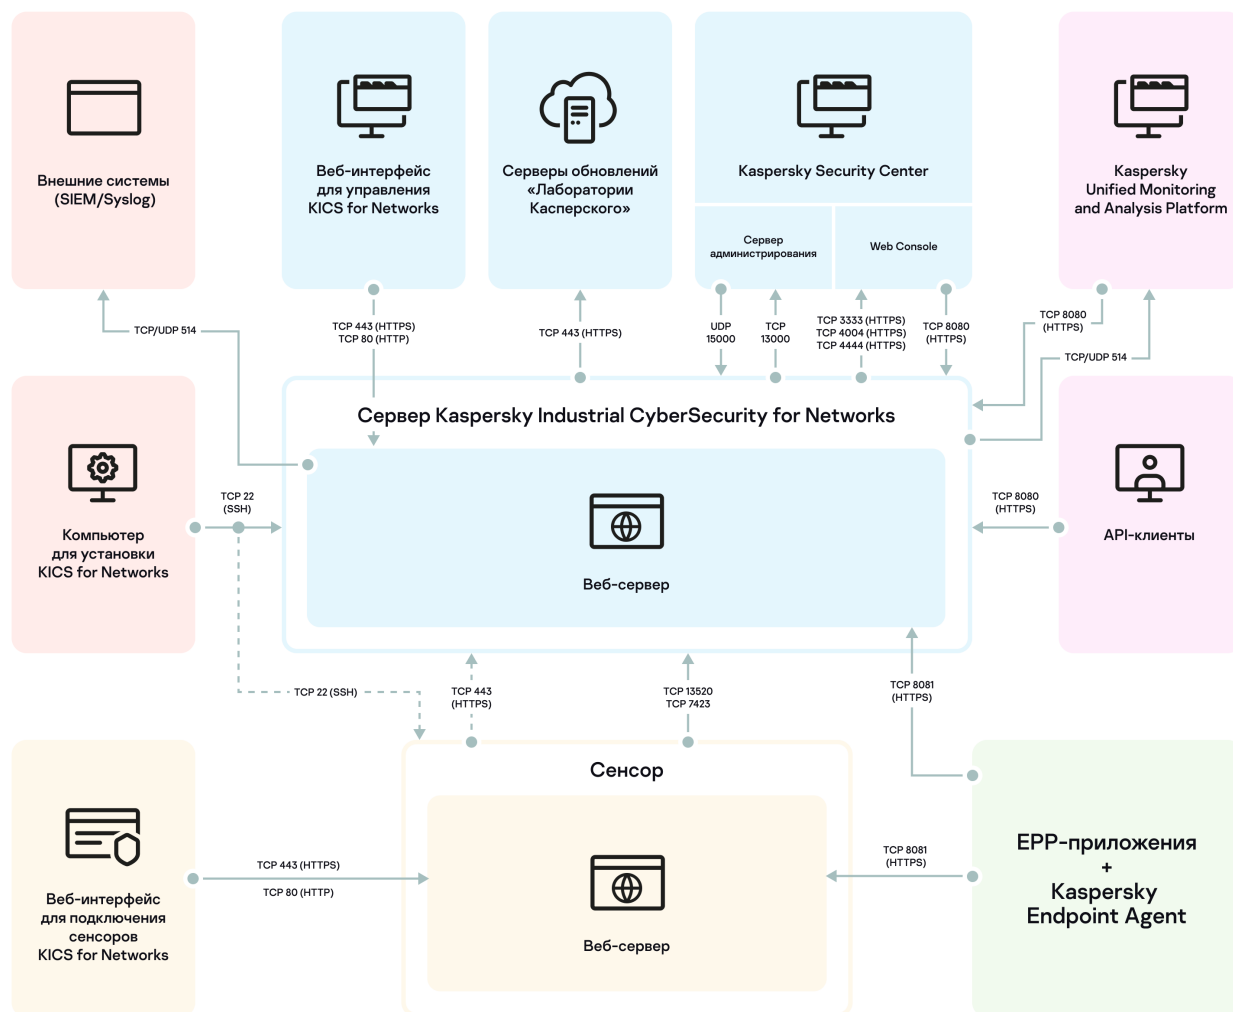 Внешние системы
(SIEM/Syslog)
Веб-интерфейс
для управления
KICS for Networks
Серверы обновлений
«Лаборатории
Касперского»
Kaspersky Security Center
Сервер
администрирования
Web Console
Kaspersky
Unified Monitoring
and Analysis Platform
TCP/UDP 514
TCP 443 (HTTPS)
TCP 80 (HTTP)
TCP 443 (HTTPS)
UDP
15000
TCP
13000
TCP 3333 (HTTPS)
TCP 4004 (HTTPS)
TCP 4444 (HTTPS)
TCP 8080
(HTTPS)
TCP 8080
(HTTPS)
TCP/UDP 514
Сервер Kaspersky Industrial CyberSecurity for Networks
Веб-сервер
Компьютер
для установки
KICS for Networks
TCP 22
(SSH)
TCP 8080
(HTTPS)
API-клиенты
TCP 22 (SSH)
TCP 443
(HTTPS)
TCP 13520
TCP 7423
TCP 8081
(HTTPS)
Сенсор
Веб-сервер
Веб-интерфейс
для подключения
сенсоров
KICS for Networks
TCP 443 (HTTPS)
TCP 80 (HTTP)
TCP 8081
(HTTPS)
EPP-приложения
+
Kaspersky
Endpoint Agent